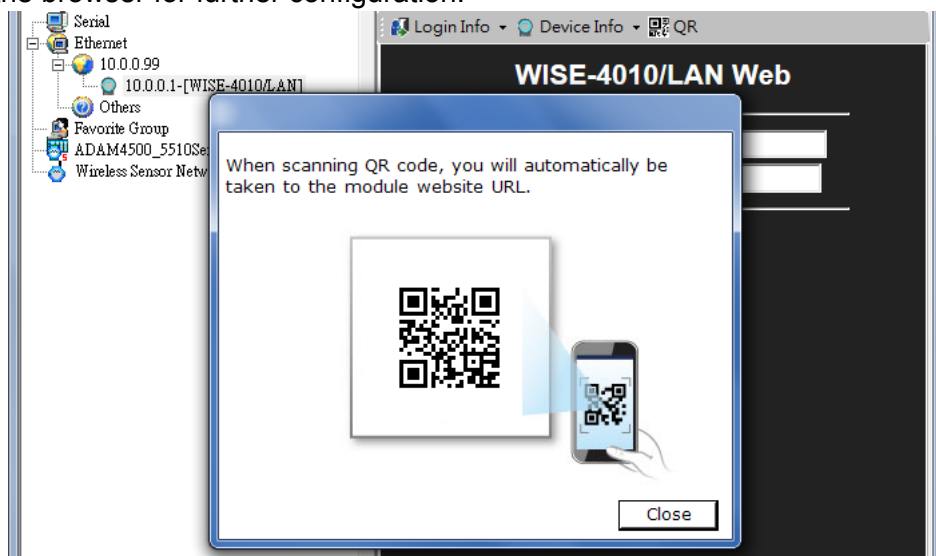 the browser for further configuration.
Serial
Ethernet
10.0.0.99
10.0.0.1-[WISE-4010/LAN]
Others
Favorite Group
ADAM4500_5510Se
Wireless Sensor Netw
Login Info
Device Info
QR
WISE-4010/LAN Web
When scanning QR code, you will automatically be
taken to the module website URL.
Close